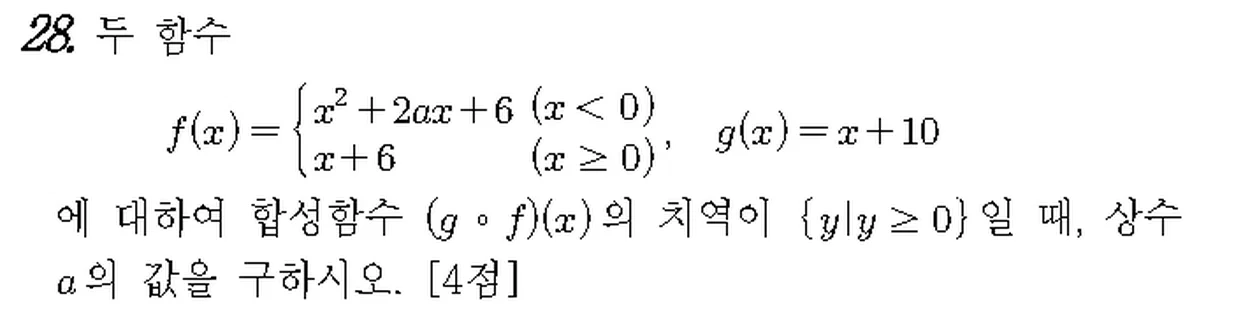 28. 두 함수
f(x) = { x² + 2ax + 6 (x < 0)
x + 6 (x ≥ 0) , g(x) = x + 10
에 대하여 합성함수 (g ∘ f)(x)의 치역이 {y|y ≥ 0}일 때, 상수
a의 값을 구하시오. [4점]